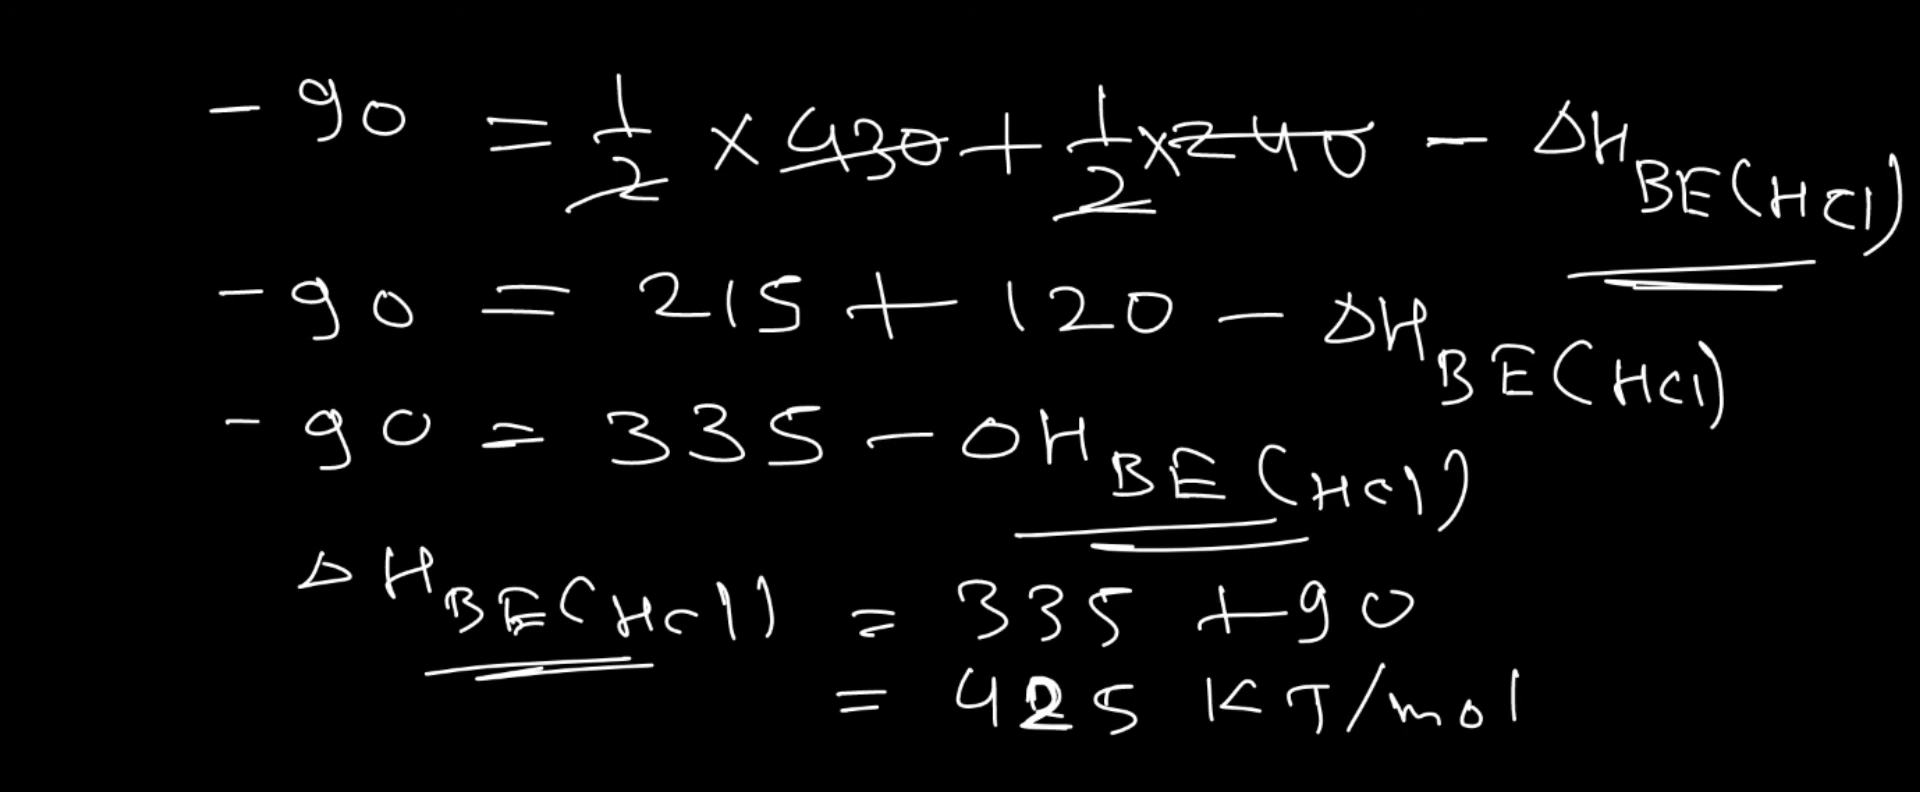 - 90 = 1/2 × 430 + 1/2 × 240 - ΔH BE(HCl)
- 90 = 215 + 120 - ΔH BE(HCl)
- 90 = 335 - ΔH BE(HCl)
ΔH BE(HCl) = 335 + 90
= 425 KJ/mol